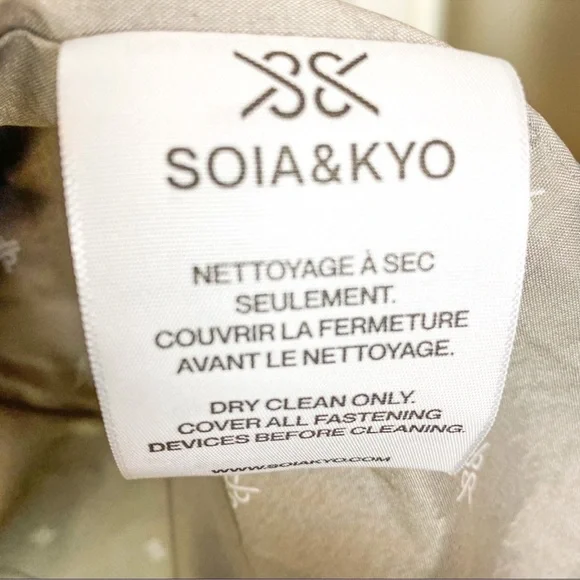 SOIA&KYO
NETTOYAGE À SEC
SEULEMENT.
COUVRIR LA FERMETURE
AVANT LE NETTOYAGE.
DRY CLEAN ONLY.
COVER ALL FASTENING
DEVICES BEFORE CLEANING.
WWW.SOIAKYO.COM